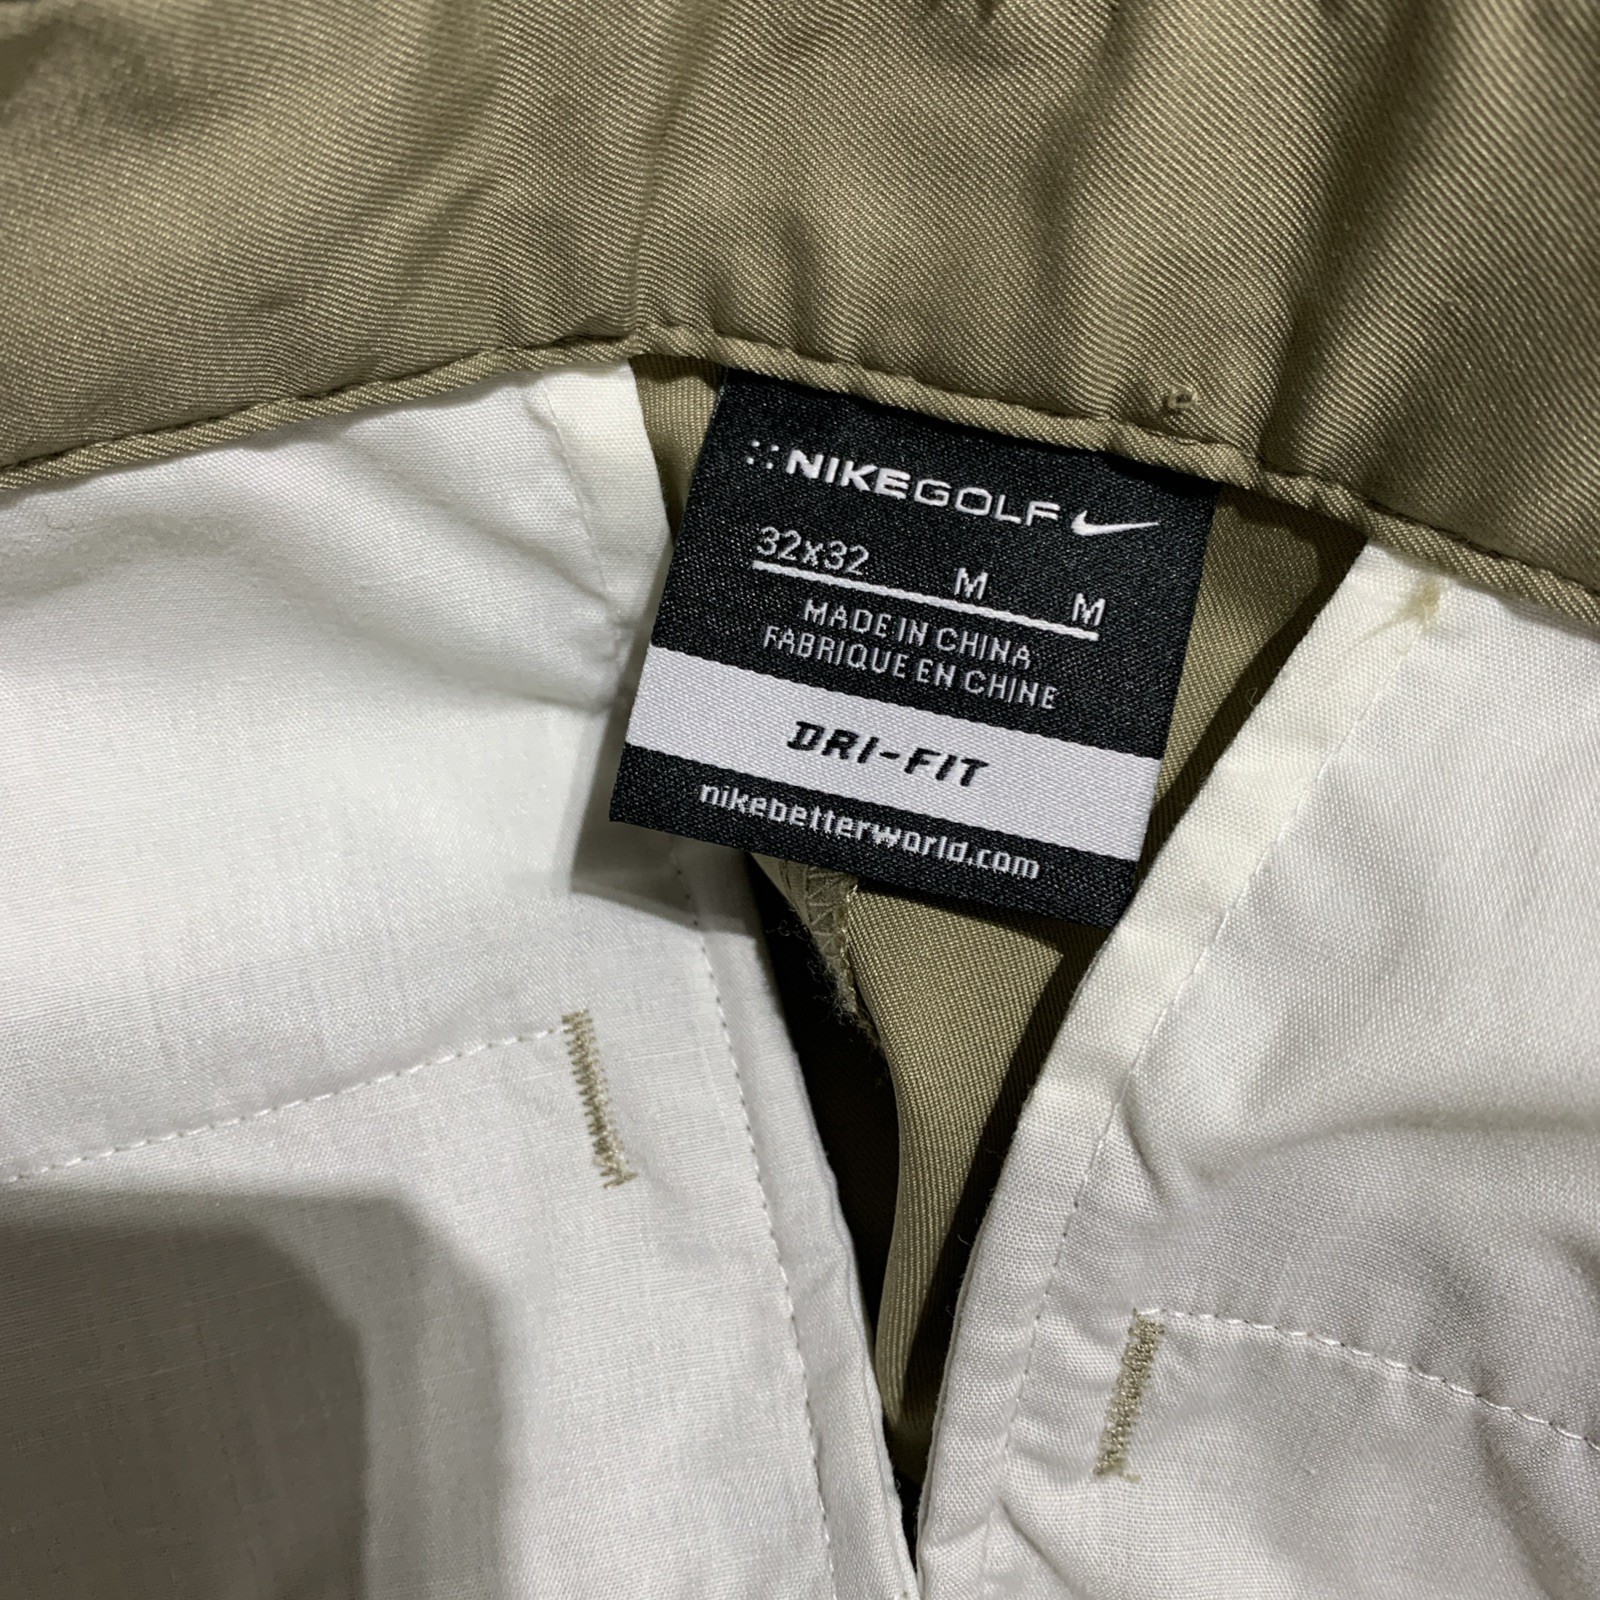 NIKEGOLF
32x32 M M
MADE IN CHINA
FABRIQUE EN CHINE
DRI-FIT
nikebetterworld.com